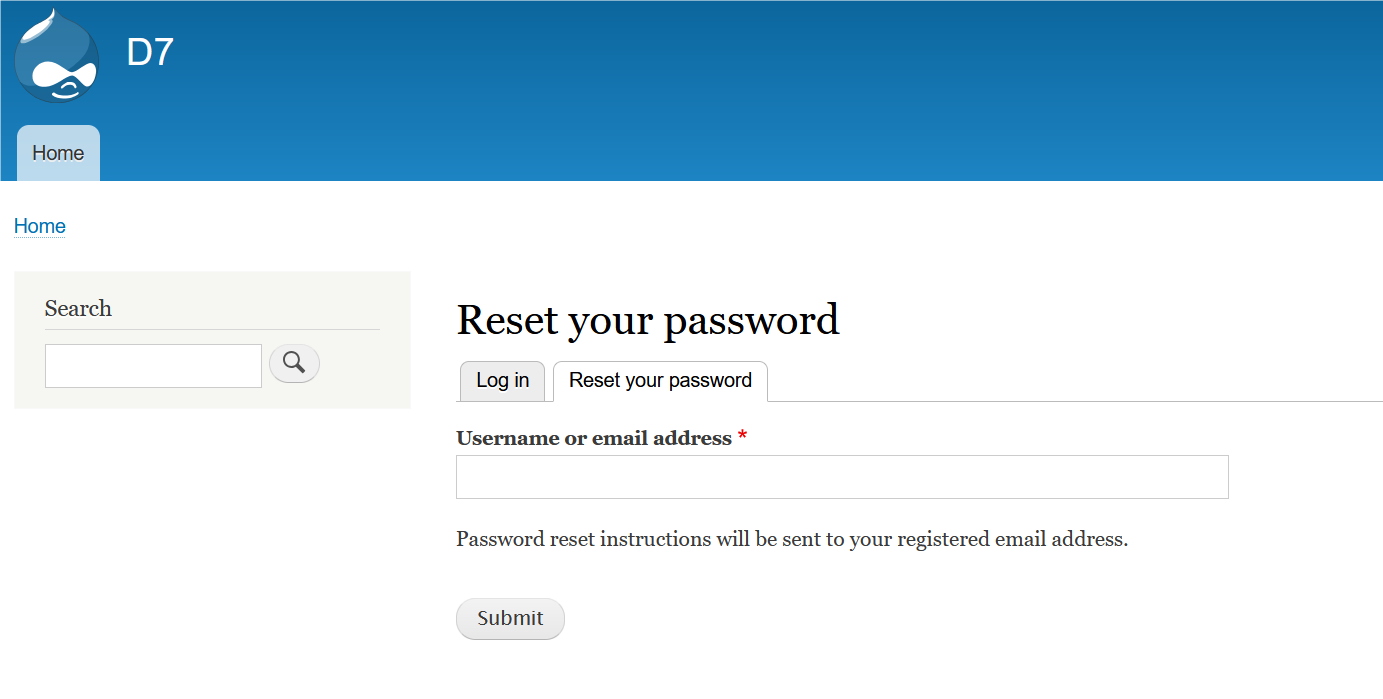 D7
Home
Home
Search
Reset your password
Log in
Reset your password
Username or email address *
Password reset instructions will be sent to your registered email address.
Submit